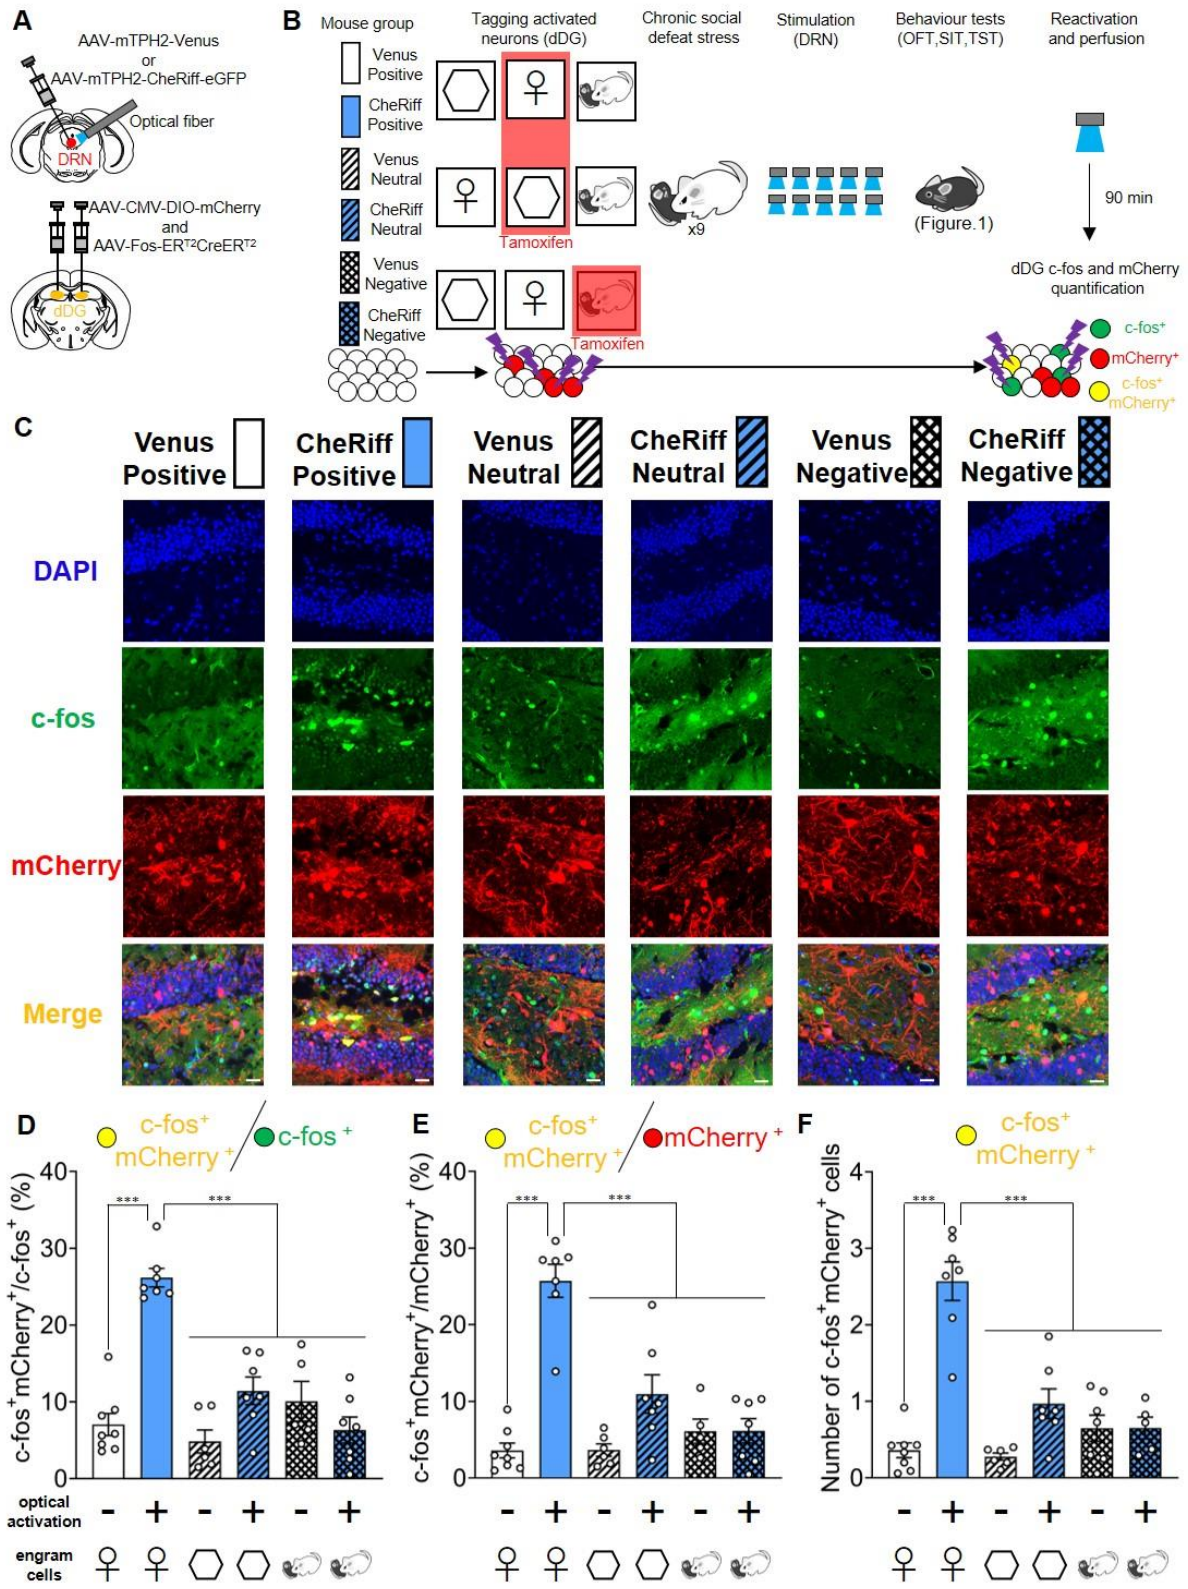 A
AAV-mTPH2-Venus
or
AAV-mTPH2-CheRiff-eGFP
Optical fiber
DRN
AAV-CMV-DIO-mCherry
and
AAV-Fos-ERT2CreERT2
dDG
B
Mouse group
Venus
Positive
CheRiff
Positive
Venus
Neutral
CheRiff
Neutral
Venus
Negative
CheRiff
Negative
Tagging activated
neurons (dDG)
Tamoxifen
Tamoxifen
Chronic social
defeat stress
x9
Stimulation
(DRN)
Behaviour tests
(OFT,SIT,TST)
(Figure.1)
Reactivation
and perfusion
90 min
dDG c-fos and mCherry
quantification
c-fos+
mCherry+
c-fos+
mCherry+
C
Venus
Positive
CheRiff
Positive
Venus
Neutral
CheRiff
Neutral
Venus
Negative
CheRiff
Negative
DAPI
c-fos
mCherry
Merge
D
c-fos+
mCherry+
/
c-fos+
c-fos+mCherry+/c-fos+ (%)
40
30
20
10
0
***
***
optical
activation
- + - + - +
engram
cells
E
c-fos+
mCherry+
/
mCherry+
c-fos+mCherry+/mCherry+ (%)
40
30
20
10
0
***
***
- + - + - +
F
c-fos+
mCherry+
Number of c-fos+mCherry+ cells
4
3
2
1
0
***
***
- + - + - +